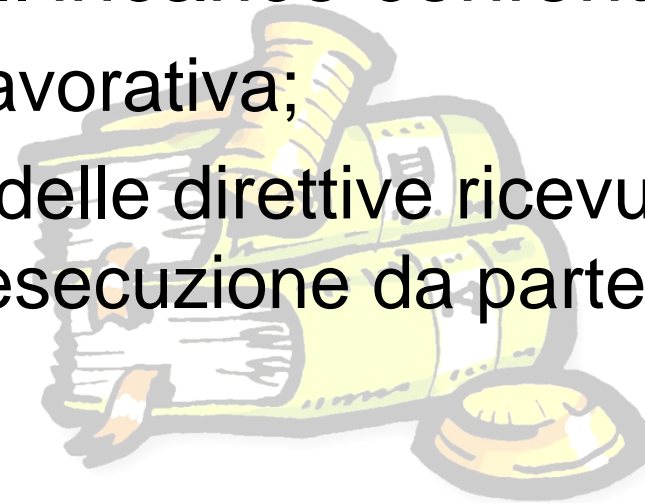 avorativa;
delle direttive ricevu
esecuzione da parte